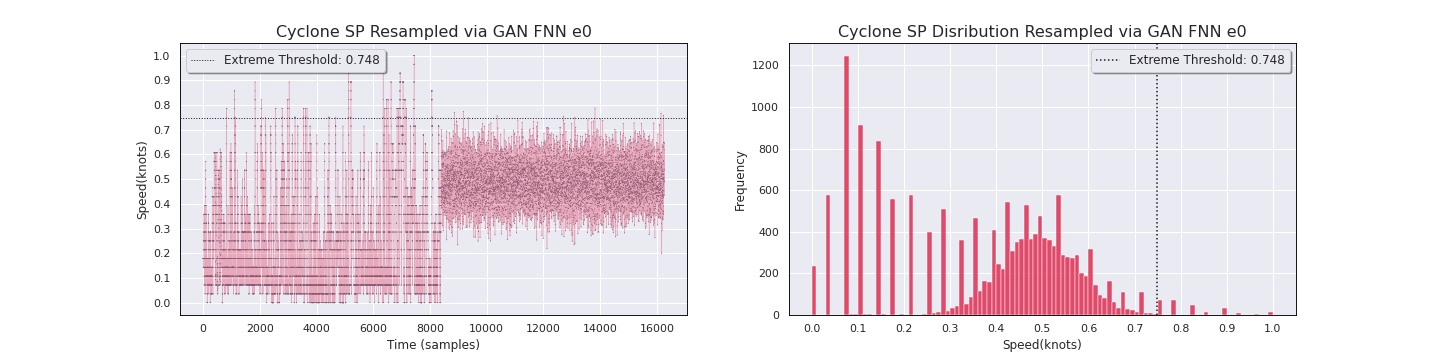 Cyclone SP Resampled via GAN FNN e0
Extreme Threshold: 0.748
1.0
0.9
0.8
0.7
0.6
0.5
0.4
0.3
0.2
0.1
0.0
Speed(knots)
0 2000 4000 6000 8000 10000 12000 14000 16000
Time (samples)
Cyclone SP Disribution Resampled via GAN FNN e0
Extreme Threshold: 0.748
1200
1000
800
600
400
200
0
Frequency
0.0 0.1 0.2 0.3 0.4 0.5 0.6 0.7 0.8 0.9 1.0
Speed(knots)